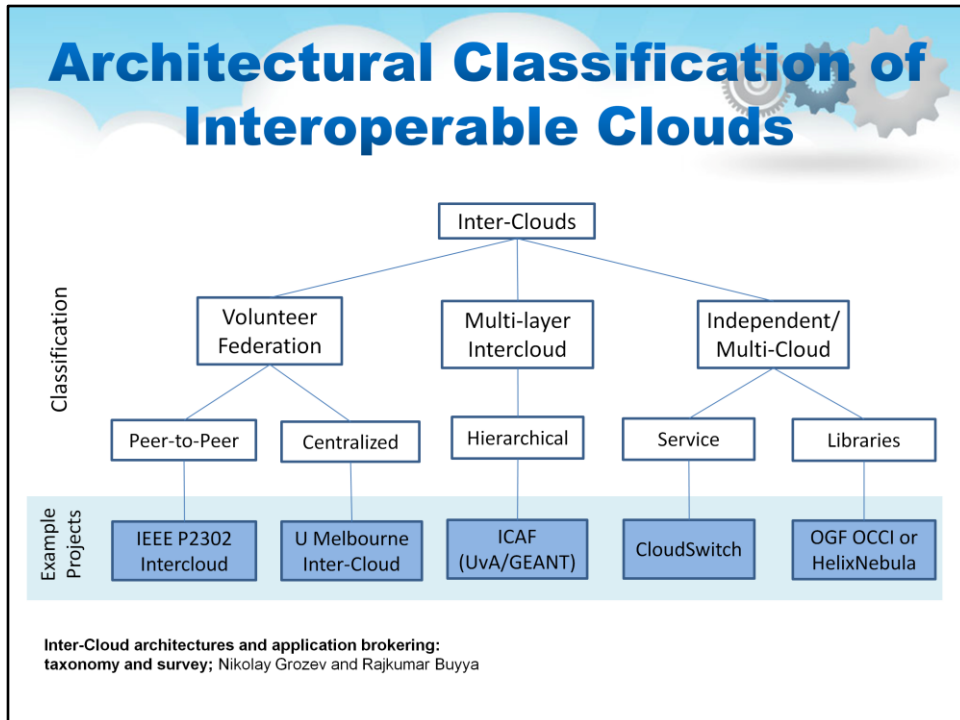 Architectural Classification of
Interoperable Clouds
Inter-Clouds
Classification
Volunteer
Federation
Multi-layer
Intercloud
Independent/
Multi-Cloud
Peer-to-Peer
Centralized
Hierarchical
Service
Libraries
Example
Projects
IEEE P2302
Intercloud
U Melbourne
Inter-Cloud
ICAF
(UvA/GEANT)
CloudSwitch
OGF OCCI or
HelixNebula
Inter-Cloud architectures and application brokering:
taxonomy and survey; Nikolay Grozev and Rajkumar Buyya